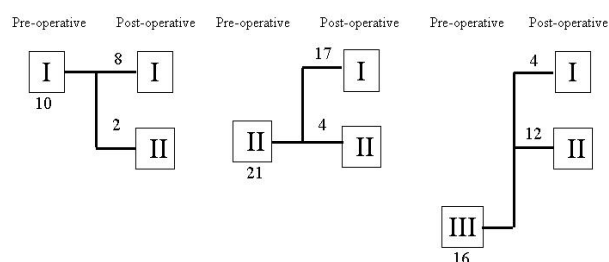 Pre-operative Post-operative Pre-operative Post-operative Pre-operative Post-operative
8 17 4
I I I I
10
2 4 12
II II II II
21
III
16